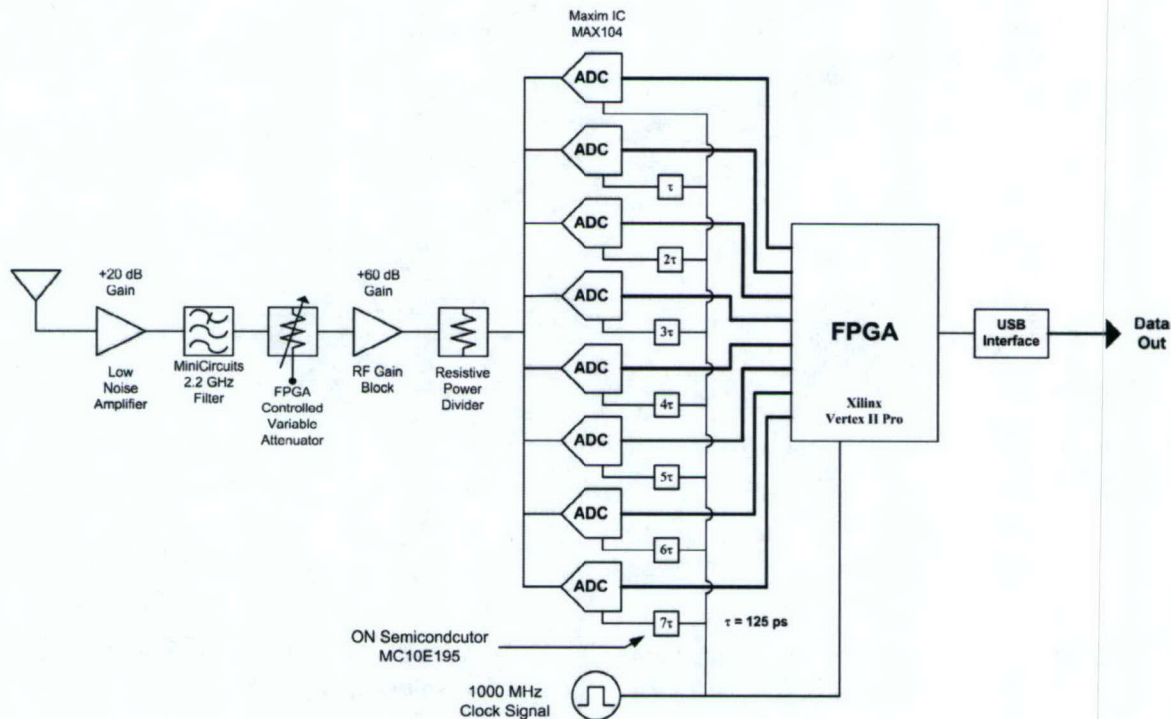 Maxim IC
MAX104
ADC
ADC
τ
ADC
2τ
ADC
3τ
ADC
4τ
ADC
5τ
ADC
6τ
ADC
7τ
τ = 125 ps
+20 dB
Gain
Low
Noise
Amplifier
MiniCircuits
2.2 GHz
Filter
FPGA
Controlled
Variable
Attenuator
+60 dB
Gain
RF Gain
Block
Resistive
Power
Divider
FPGA
Xilinx
Vertex II Pro
USB
Interface
Data
Out
ON Semicondcutor
MC10E195
1000 MHz
Clock Signal